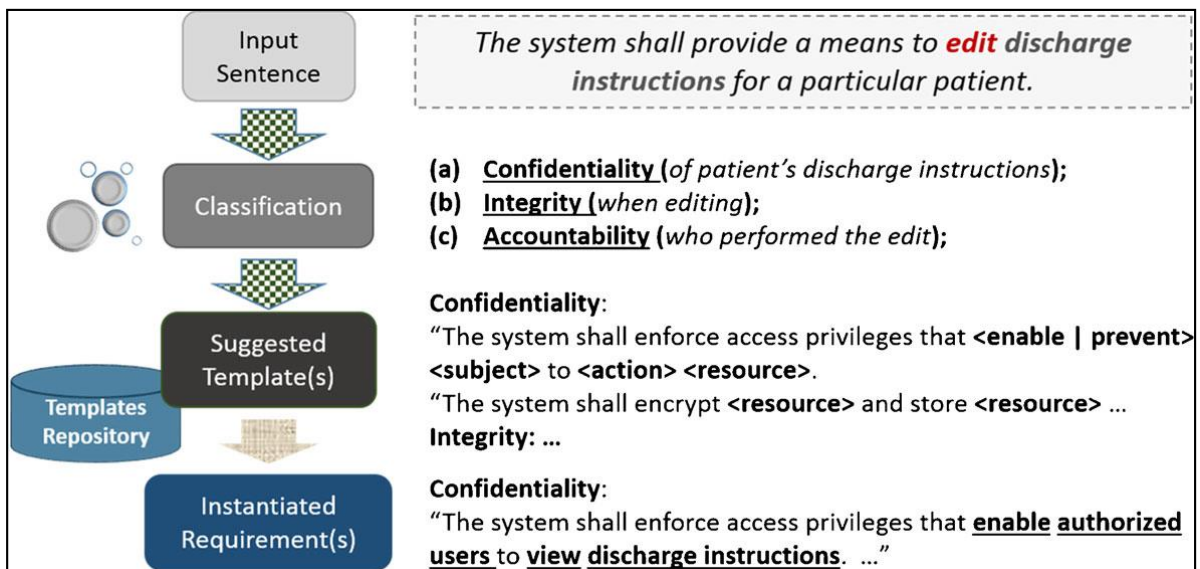 Input
Sentence
The system shall provide a means to edit discharge
instructions for a particular patient.
Classification
(a) Confidentiality (of patient’s discharge instructions);
(b) Integrity (when editing);
(c) Accountability (who performed the edit);
Suggested
Template(s)
Templates
Repository
Confidentiality:
“The system shall enforce access privileges that <enable | prevent>
<subject> to <action> <resource>.
“The system shall encrypt <resource> and store <resource> ...
Integrity: ...
Instantiated
Requirement(s)
Confidentiality:
“The system shall enforce access privileges that enable authorized
users to view discharge instructions. ...”